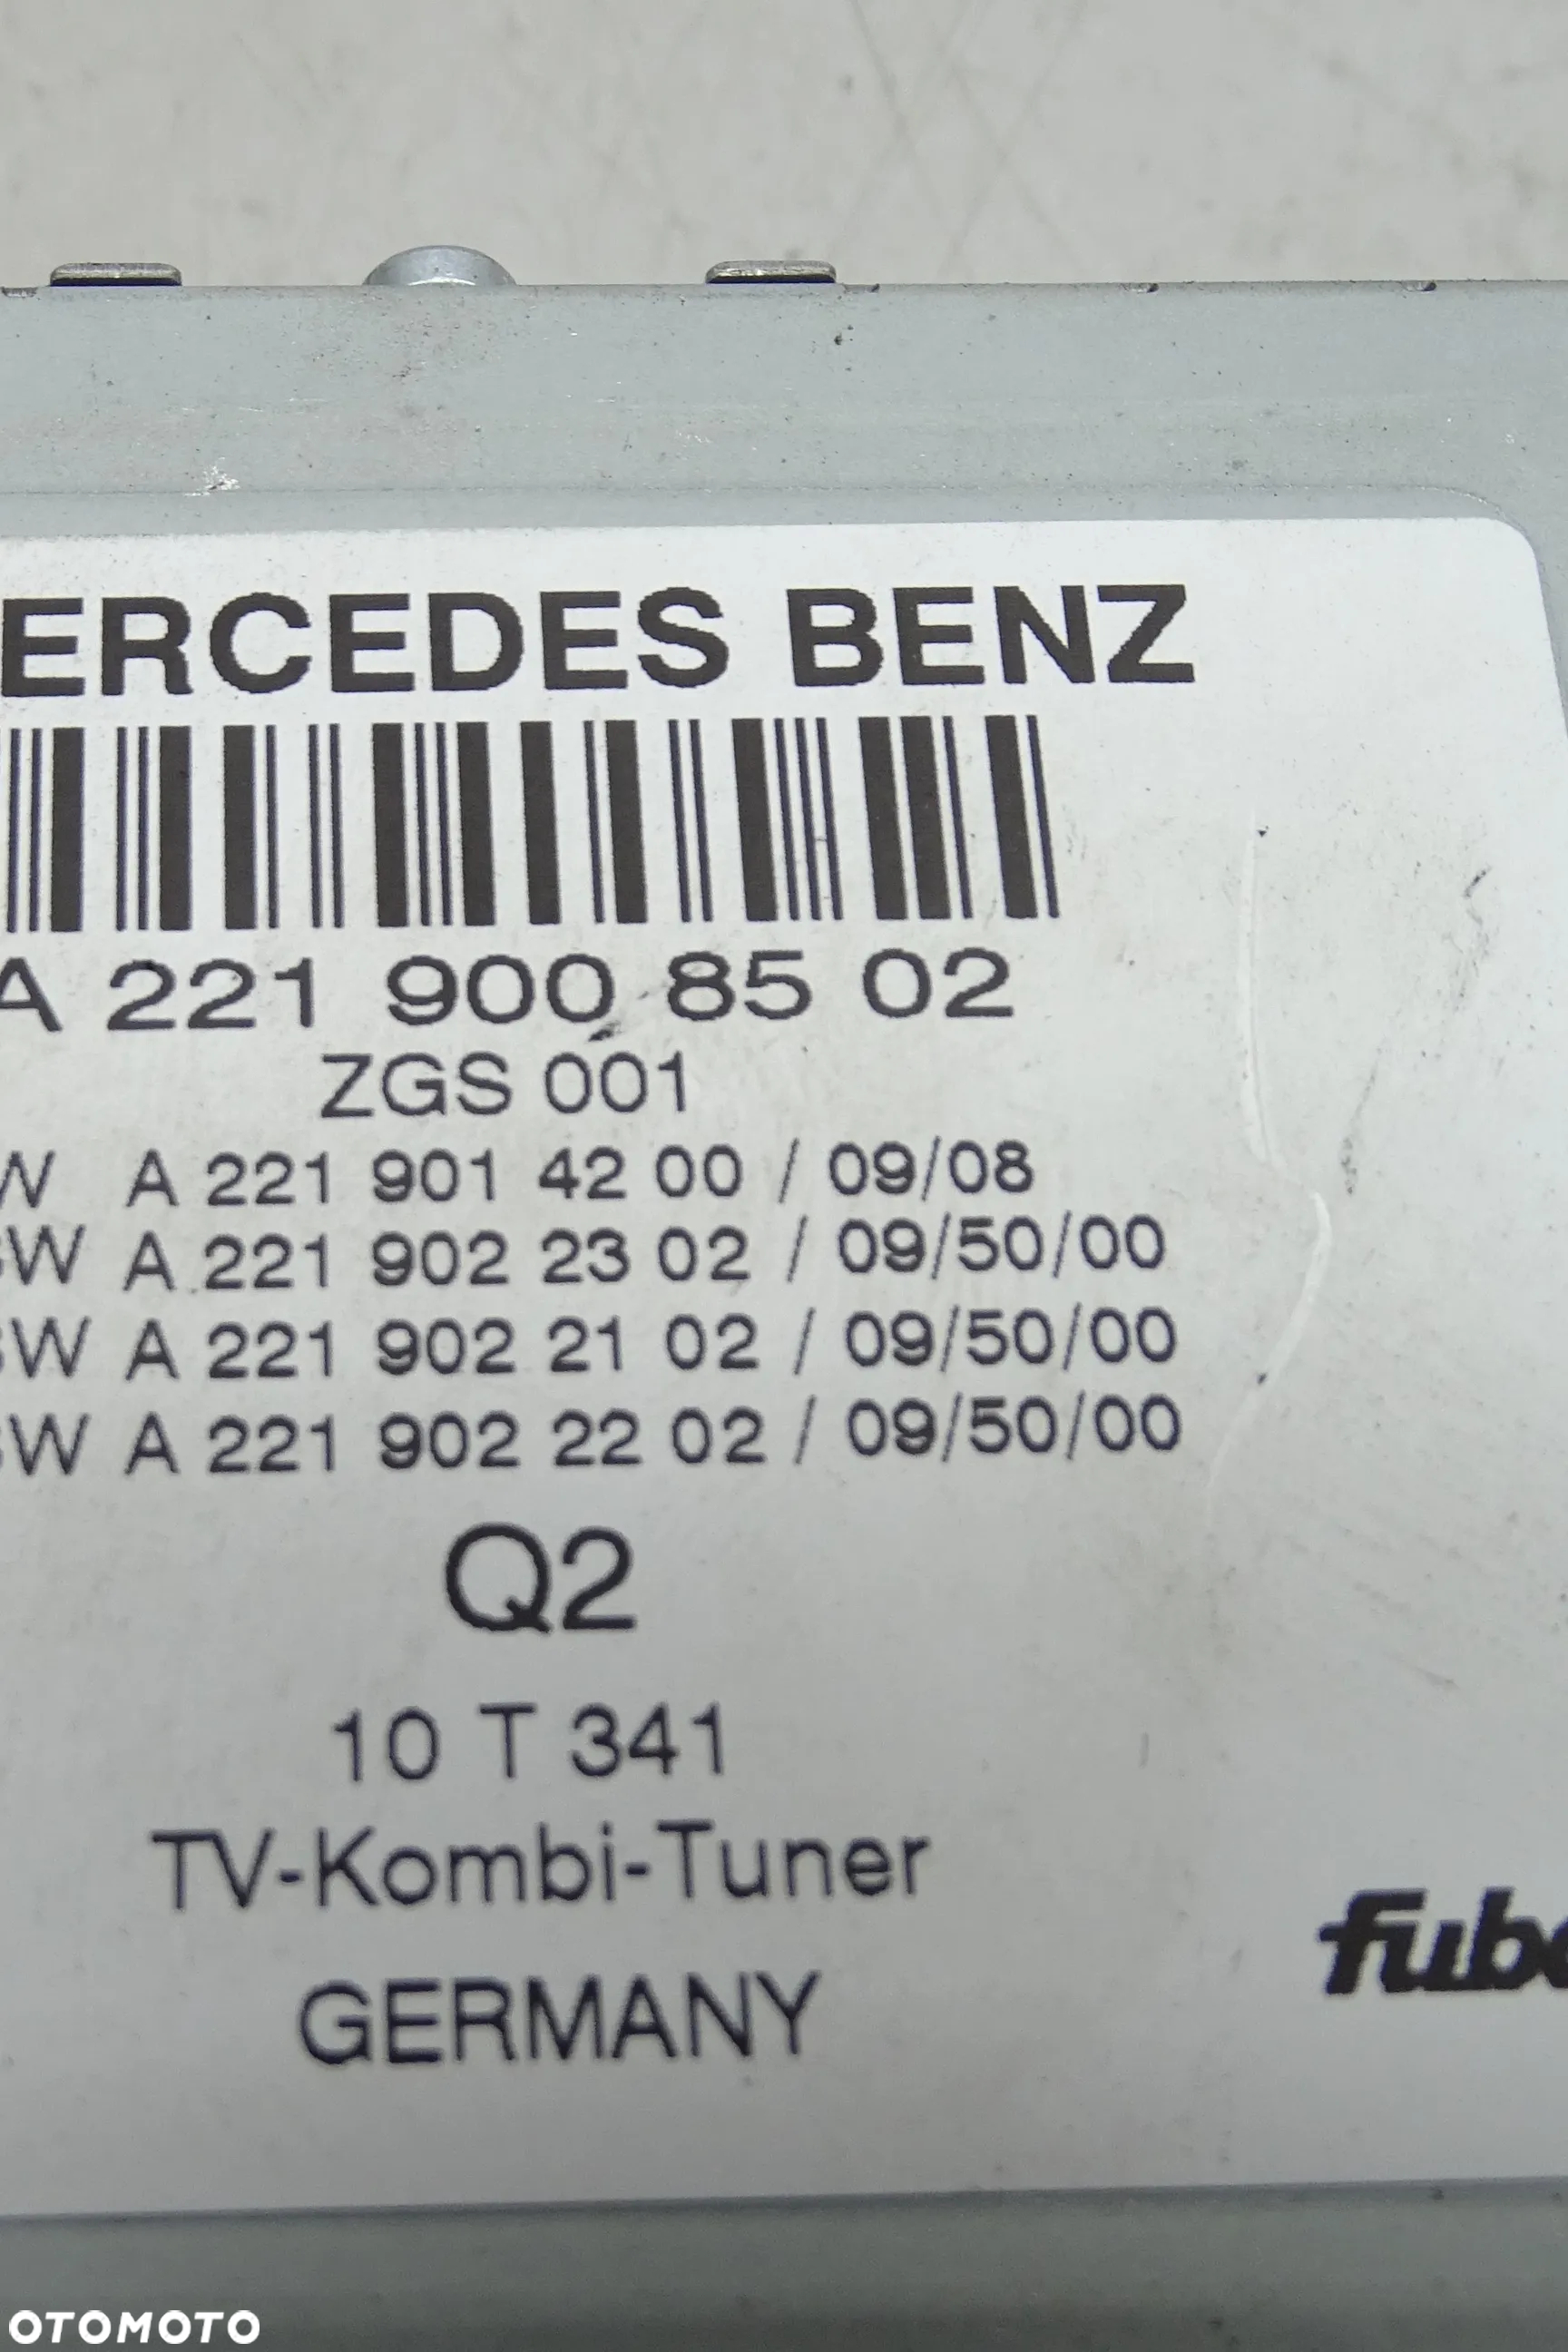 MERCEDES BENZ
A 221 900 85 02
ZGS 001
W A 221 901 42 00 / 09/08
SW A 221 902 23 02 / 09/50/00
SW A 221 902 21 02 / 09/50/00
SW A 221 902 22 02 / 09/50/00
Q2
10 T 341
TV-Kombi-Tuner
fuba
GERMANY
OTOMOTO